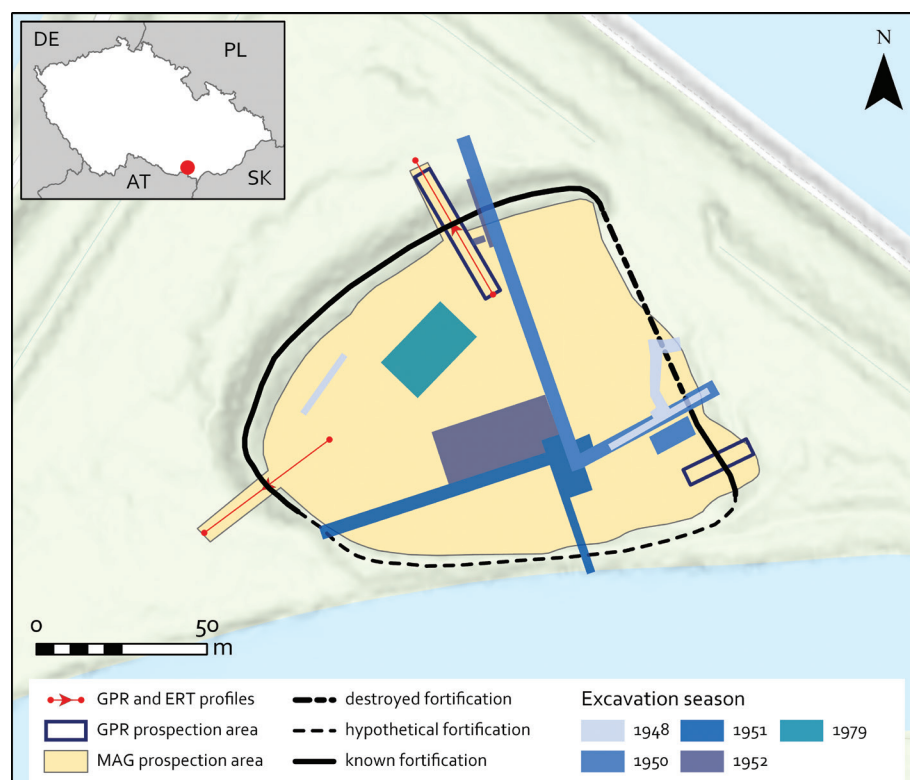 DE
PL
AT
SK
N
0 50
m
GPR and ERT profiles
GPR prospection area
MAG prospection area
destroyed fortification
hypothetical fortification
known fortification
Excavation season
1948 1951 1979
1950 1952